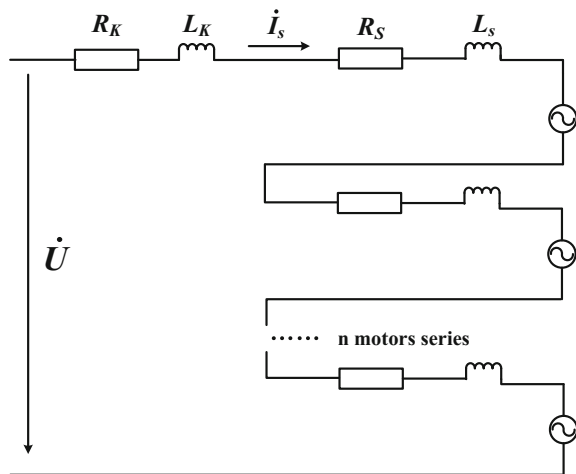 R_K L_K İ_s R_S L_s
U̇
...... n motors series